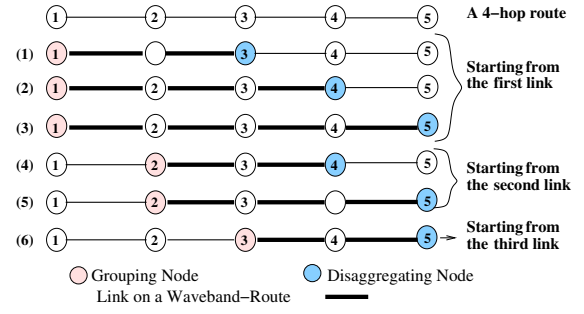 1 2 3 4 5 A 4-hop route
(1) 1 3 4 5
(2) 1 2 3 4 5
(3) 1 2 3 4 5
Starting from
the first link
(4) 1 2 3 4 5
(5) 1 2 3 5
Starting from
the second link
(6) 1 2 3 4 5
Starting from
the third link
Grouping Node
Disaggregating Node
Link on a Waveband-Route